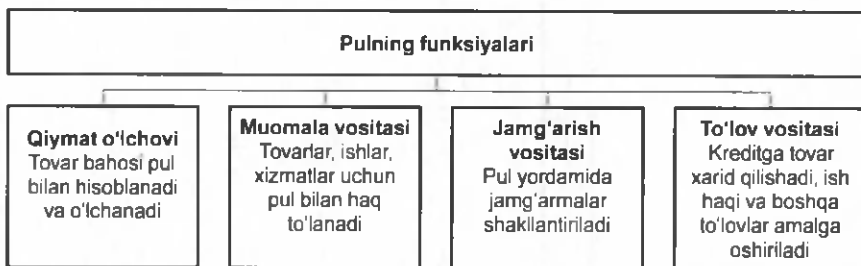 Pulning funksiyalari
Qiymat o‘lchovi
Tovar bahosi pul
bilan hisoblanadi
va o‘lchanadi
Muomala vositasi
Tovarlar, ishlar,
xizmatlar uchun
pul bilan haq
to‘lanadi
Jamg‘arish
vositasi
Pul yordamida
jamg‘armalar
shakllantiriladi
To‘lov vositasi
Kreditga tovar
xarid qilishadi, ish
haqi va boshqa
to‘lovlar amalga
oshiriladi